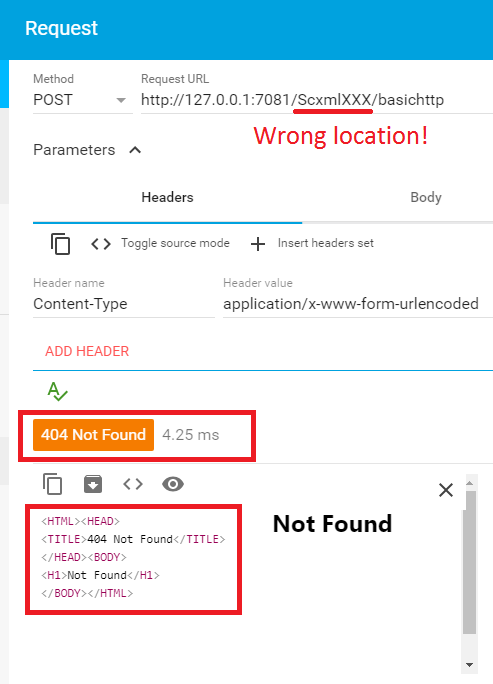 Request
Method
Request URL
POST
http://127.0.0.1:7081/ScxmlXXX/basichttp
Wrong location!
Parameters
Headers
Body
Toggle source mode
Insert headers set
Header name
Header value
Content-Type
application/x-www-form-urlencoded
ADD HEADER
404 Not Found 4.25 ms
<HTML><HEAD>
<TITLE>404 Not Found</TITLE>
</HEAD><BODY>
<H1>Not Found</H1>
</BODY></HTML>
Not Found